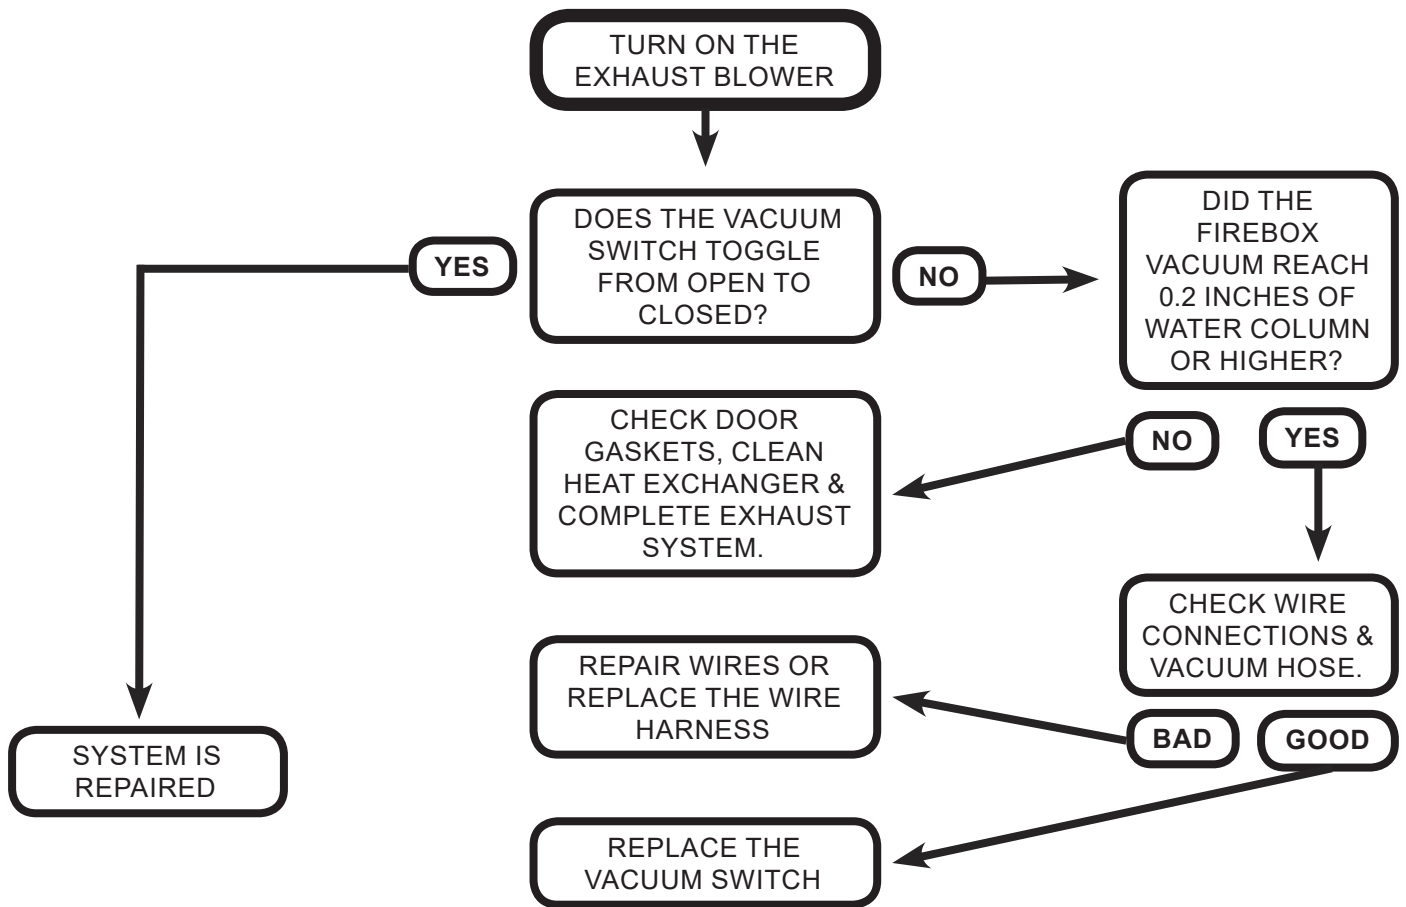 TURN ON THE
EXHAUST BLOWER
DOES THE VACUUM
SWITCH TOGGLE
FROM OPEN TO
CLOSED?
YES
NO
DID THE
FIREBOX
VACUUM REACH
0.2 INCHES OF
WATER COLUMN
OR HIGHER?
NO
YES
CHECK DOOR
GASKETS, CLEAN
HEAT EXCHANGER &
COMPLETE EXHAUST
SYSTEM.
CHECK WIRE
CONNECTIONS &
VACUUM HOSE.
BAD
GOOD
REPAIR WIRES OR
REPLACE THE WIRE
HARNESS
SYSTEM IS
REPAIRED
REPLACE THE
VACUUM SWITCH